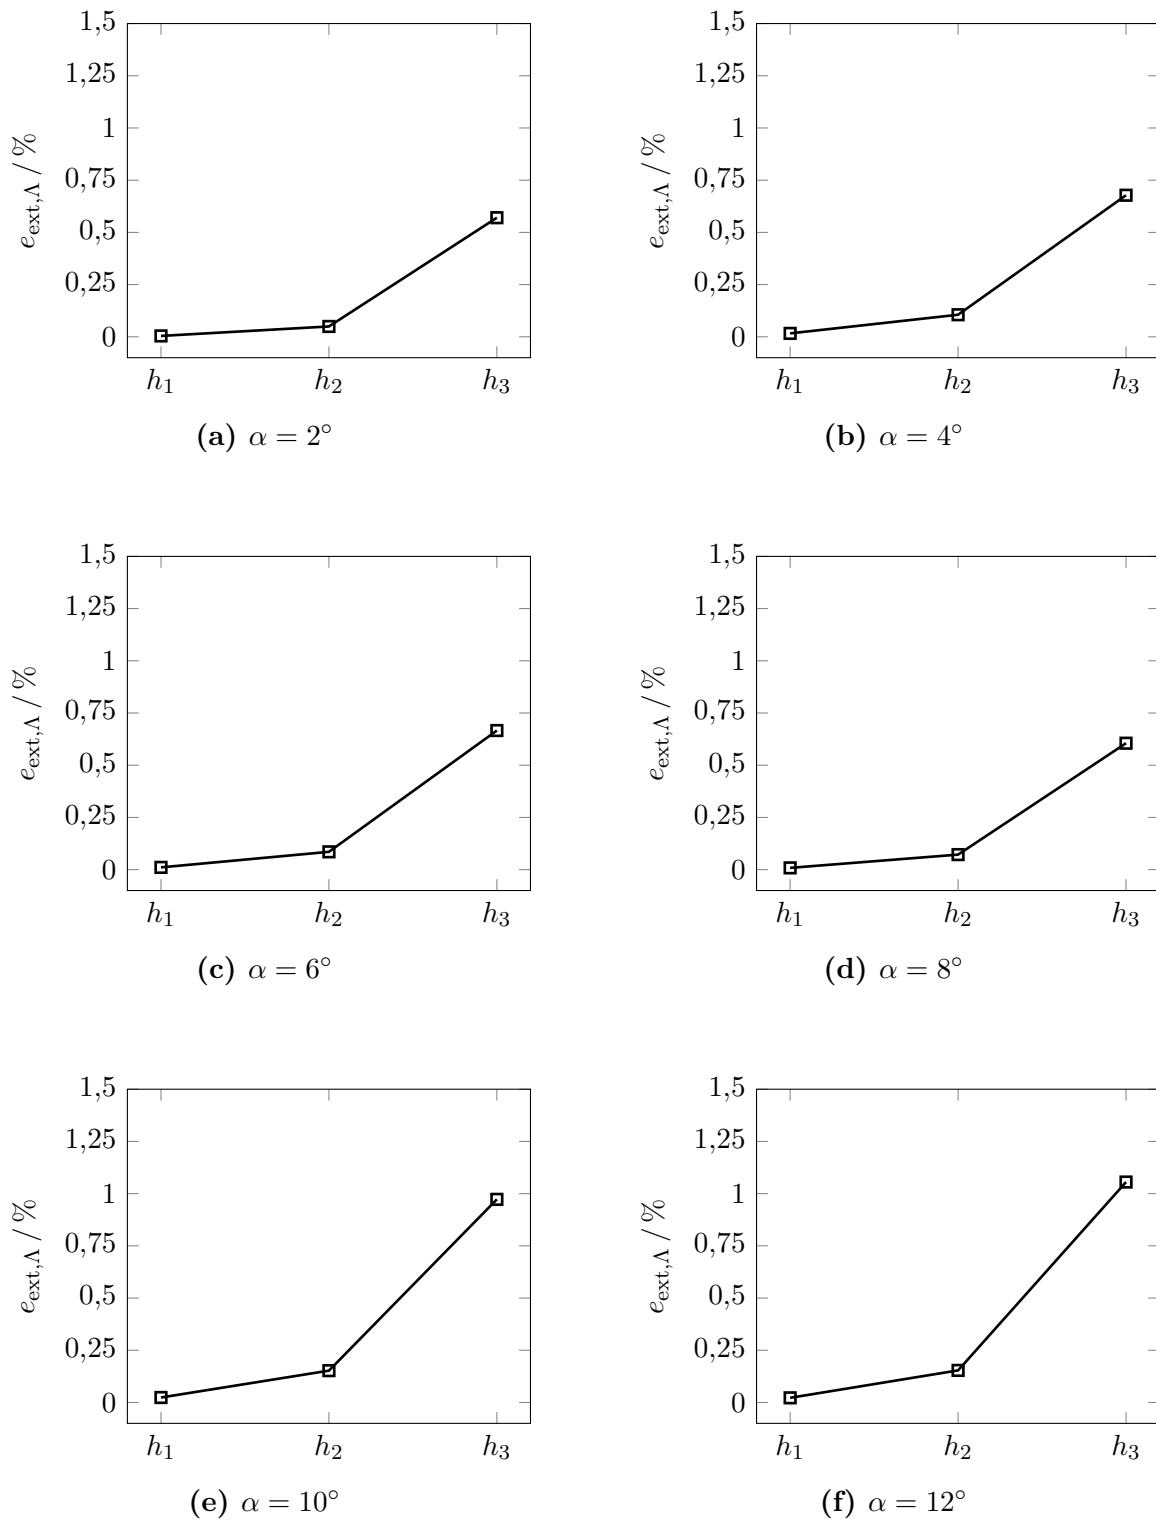 1,5
1,25
1
0,75
0,5
0,25
0
e_ext,Λ / %
h₁ h₂ h₃
(a) α = 2°
1,5
1,25
1
0,75
0,5
0,25
0
e_ext,Λ / %
h₁ h₂ h₃
(b) α = 4°
1,5
1,25
1
0,75
0,5
0,25
0
e_ext,Λ / %
h₁ h₂ h₃
(c) α = 6°
1,5
1,25
1
0,75
0,5
0,25
0
e_ext,Λ / %
h₁ h₂ h₃
(d) α = 8°
1,5
1,25
1
0,75
0,5
0,25
0
e_ext,Λ / %
h₁ h₂ h₃
(e) α = 10°
1,5
1,25
1
0,75
0,5
0,25
0
e_ext,Λ / %
h₁ h₂ h₃
(f) α = 12°